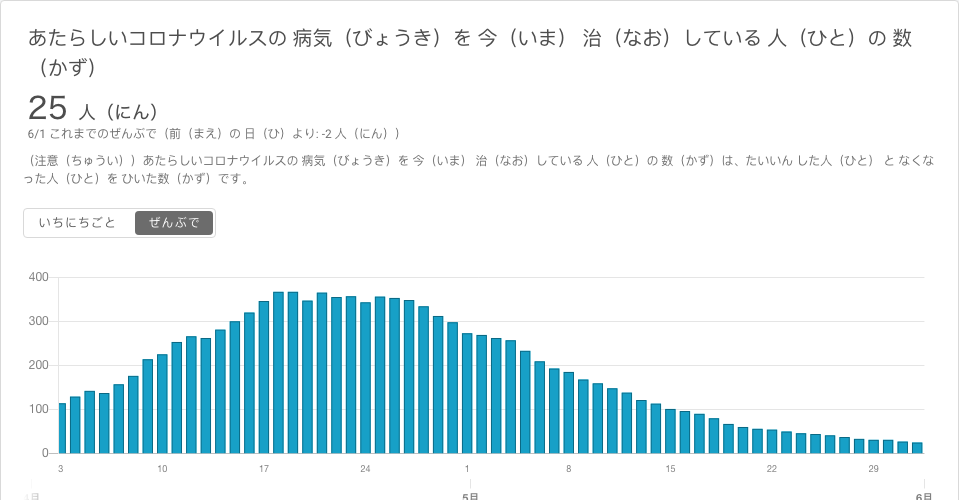 あたらしいコロナウイルスの 病気（びょうき）を 今（いま） 治（なお）している 人（ひと）の 数
（かず）
25 人（にん）
6/1 これまでのぜんぶで（前（まえ）の 日（ひ）より: -2 人（にん））
（注意（ちゅうい））あたらしいコロナウイルスの 病気（びょうき）を 今（いま） 治（なお）している 人（ひと）の 数（かず）は、たいいん した人（ひと） と なくな
った人（ひと）を ひいた数（かず）です。
いちにちごと ぜんぶで
400
300
200
100
0
3 10 17 24 1 8 15 22 29
月 5月 6月